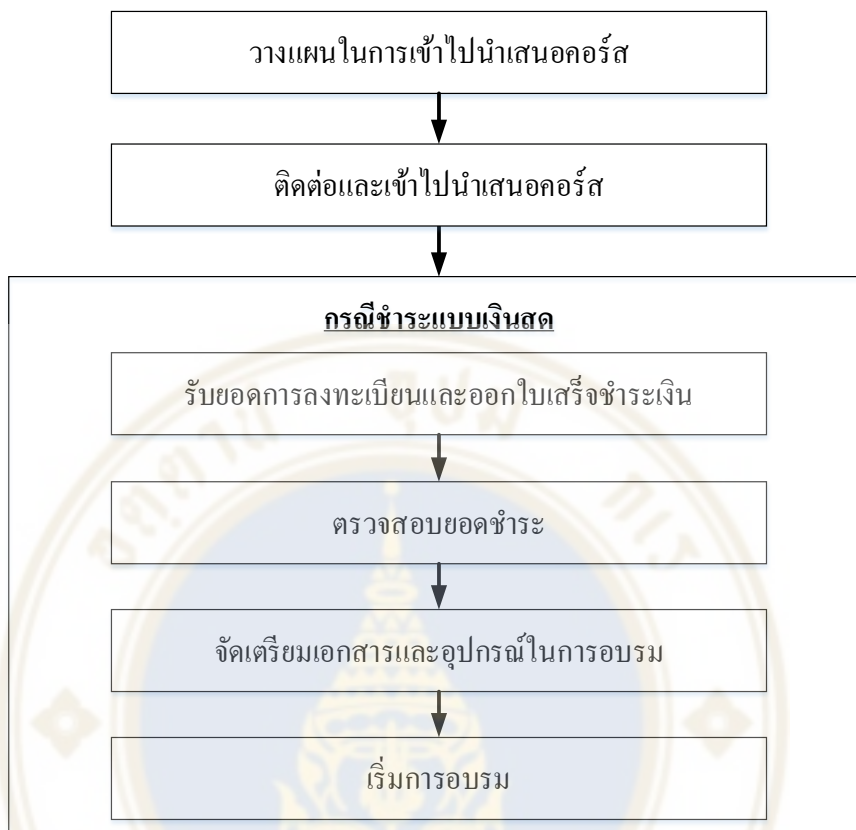 วางแผนในการเข้าไปนำเสนอคอร์ส
ติดต่อและเข้าไปนำเสนอคอร์ส
กรณีชำระแบบเงินสด
รับยอดการลงทะเบียนและออกใบเสร็จชำระเงิน
ตรวจสอบยอดชำระ
จัดเตรียมเอกสารและอุปกรณ์ในการอบรม
เริ่มการอบรม